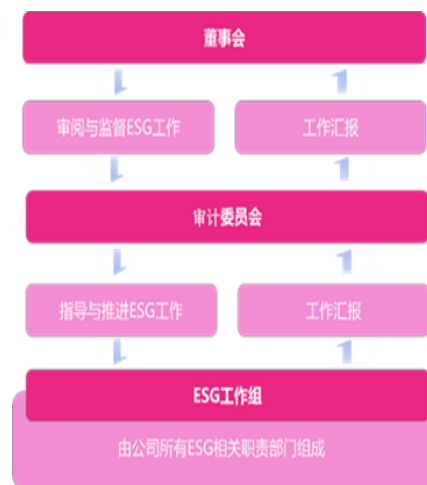 董事会
审阅与监督ESG工作
工作汇报
审计委员会
指导与推进ESG工作
工作汇报
ESG工作组
由公司所有ESG相关职责部门组成